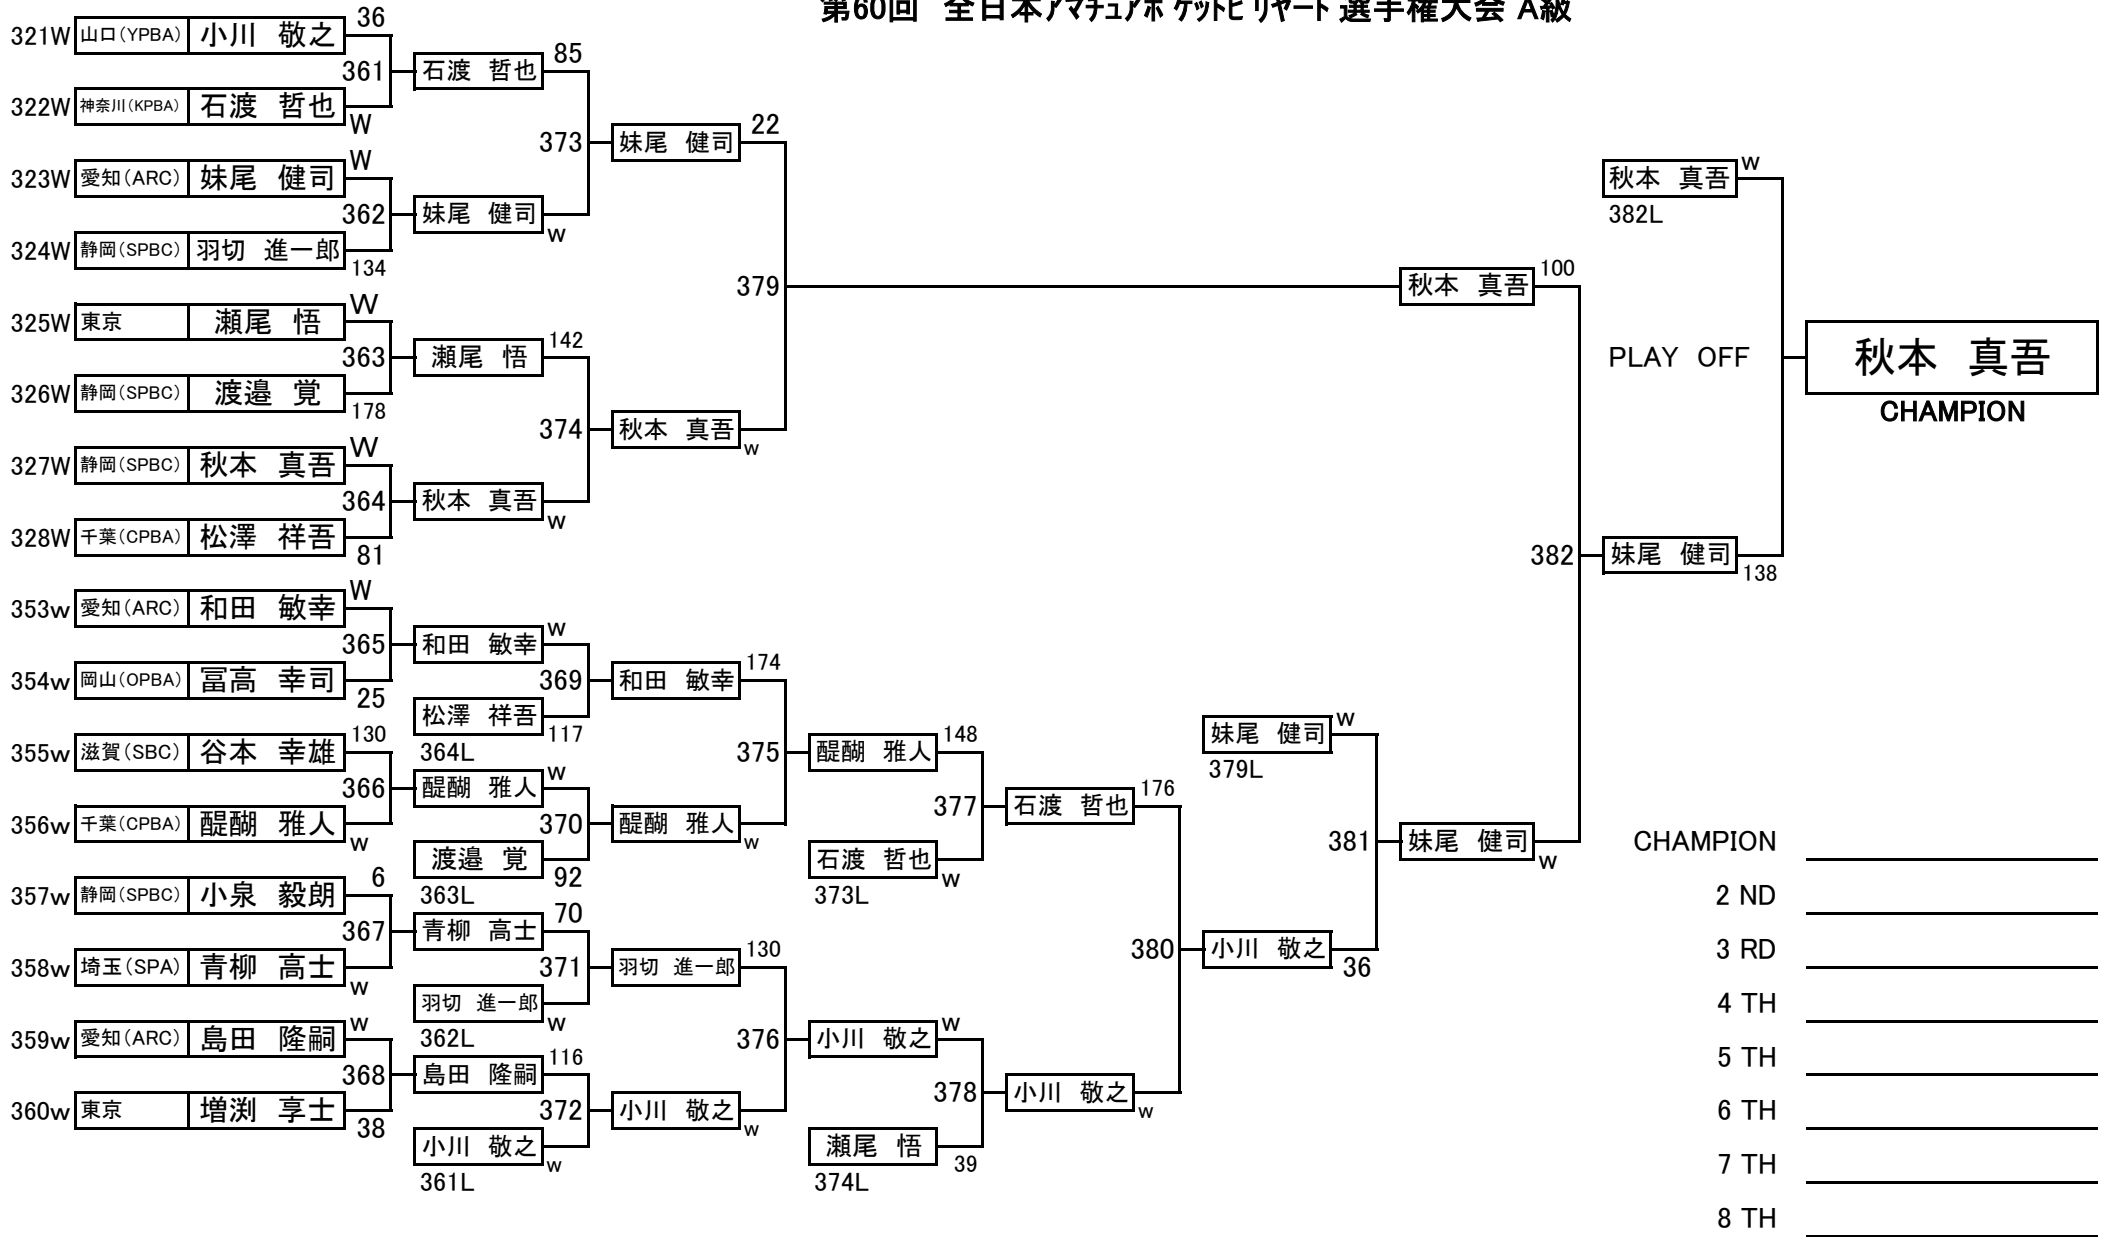 第60回 全日本アマチュアポケットビリヤード選手権大会 A級
321W 山口(YPBA) 小川 敬之 36
361
322W 神奈川(KPBA) 石渡 哲也 W
323W 愛知(ARC) 妹尾 健司 W
362
324W 静岡(SPBC) 羽切 進一郎 134
325W 東京 瀬尾 悟 W
363
326W 静岡(SPBC) 渡邉 覚 178
327W 静岡(SPBC) 秋本 真吾 W
364
328W 千葉(CPBA) 松澤 祥吾 81
353w 愛知(ARC) 和田 敏幸 W
365
354w 岡山(OPBA) 冨高 幸司 25
355w 滋賀(SBC) 谷本 幸雄 130
366
356w 千葉(CPBA) 醍醐 雅人 w
357w 静岡(SPBC) 小泉 毅朗 6
367
358w 埼玉(SPA) 青柳 高士 w
359w 愛知(ARC) 島田 隆嗣 w
368
360w 東京 増渕 享士 38
石渡 哲也 85
373
妹尾 健司 w
瀬尾 悟 142
374
秋本 真吾 w
和田 敏幸 w
369
松澤 祥吾 117
364L
醍醐 雅人 w
370
渡邉 覚 92
363L
青柳 高士 70
371
羽切 進一郎 w
362L
島田 隆嗣 116
372
小川 敬之 w
361L
妹尾 健司 22
379
秋本 真吾 w
和田 敏幸 174
375
醍醐 雅人 w
羽切 進一郎 130
376
小川 敬之 w
醍醐 雅人 148
377
石渡 哲也 w
373L
小川 敬之 w
378
瀬尾 悟 39
374L
石渡 哲也 176
380
小川 敬之 w
妹尾 健司 w
379L
381
小川 敬之 36
秋本 真吾 100
382
妹尾 健司 w
秋本 真吾 w
382L
PLAY OFF
妹尾 健司 138
秋本 真吾
CHAMPION
CHAMPION
2 ND
3 RD
4 TH
5 TH
6 TH
7 TH
8 TH